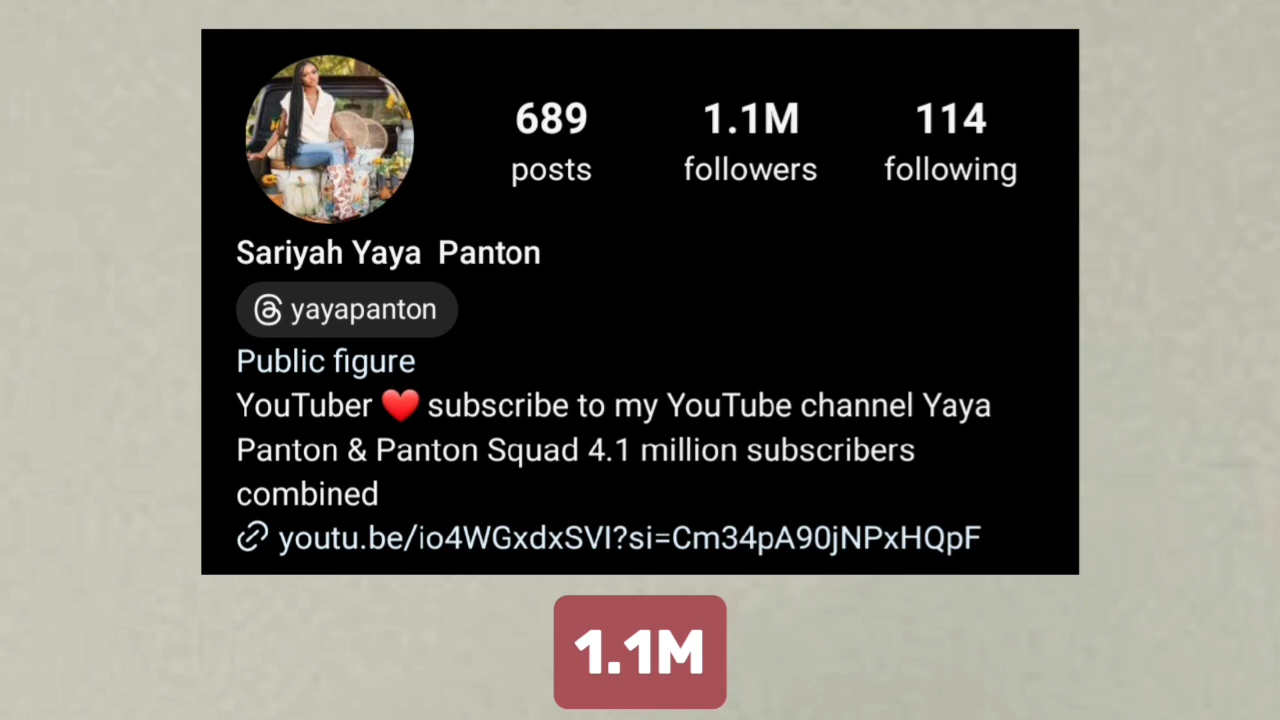 689 1.1M 114
posts followers following
Sariyah Yaya Panton
yayapanton
Public figure
YouTuber ❤️ subscribe to my YouTube channel Yaya
Panton & Panton Squad 4.1 million subscribers
combined
youtu.be/io4WGxdxSVI?si=Cm34pA90jNPxHQpF
1.1M